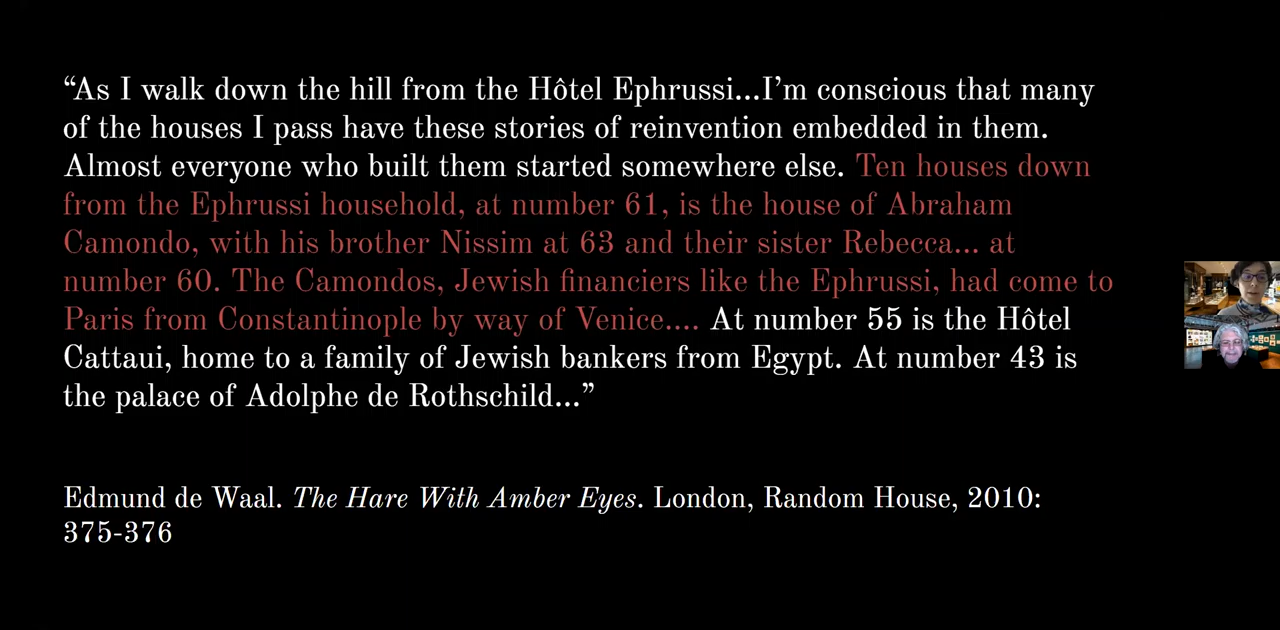 “As I walk down the hill from the Hôtel Ephrussi...I’m conscious that many
of the houses I pass have these stories of reinvention embedded in them.
Almost everyone who built them started somewhere else. Ten houses down
from the Ephrussi household, at number 61, is the house of Abraham
Camondo, with his brother Nissim at 63 and their sister Rebecca... at
number 60. The Camondos, Jewish financiers like the Ephrussi, had come to
Paris from Constantinople by way of Venice.... At number 55 is the Hôtel
Cattaui, home to a family of Jewish bankers from Egypt. At number 43 is
the palace of Adolphe de Rothschild...”
Edmund de Waal. The Hare With Amber Eyes. London, Random House, 2010:
375-376